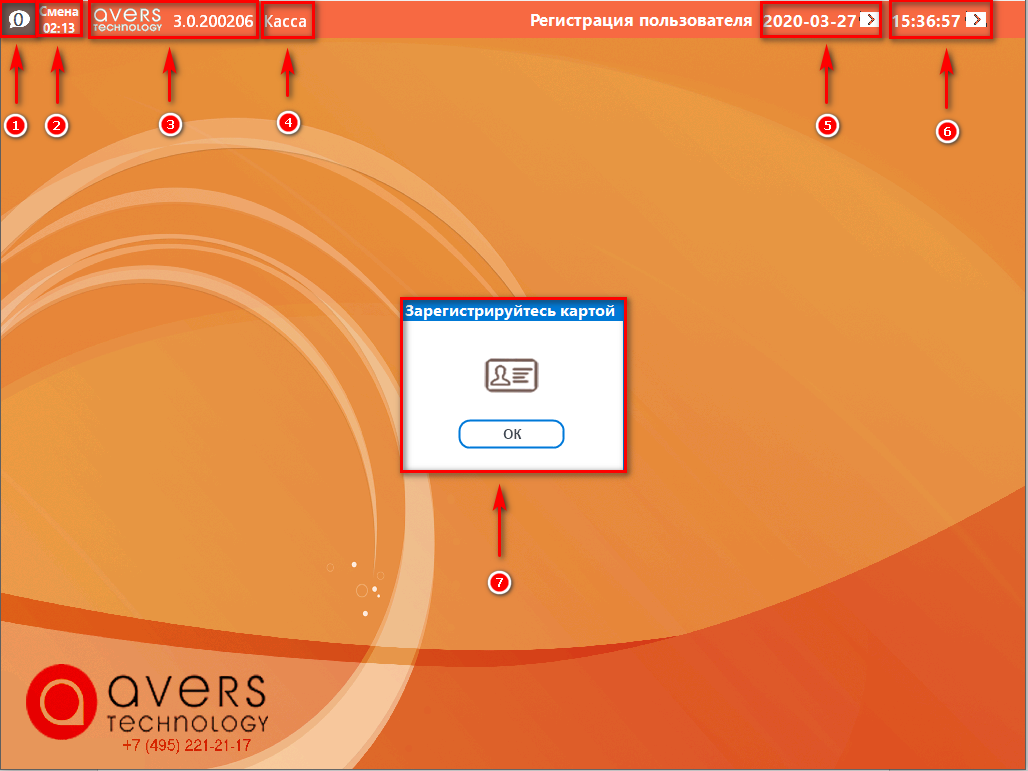 0
Смена
02:13
avers
TECHNOLOGY
3.0.200206
Касса
Регистрация пользователя
2020-03-27
15:36:57
1
2
3
4
5
6
Зарегистрируйтесь картой
ОК
7
avers
TECHNOLOGY
+7 (495) 221-21-17